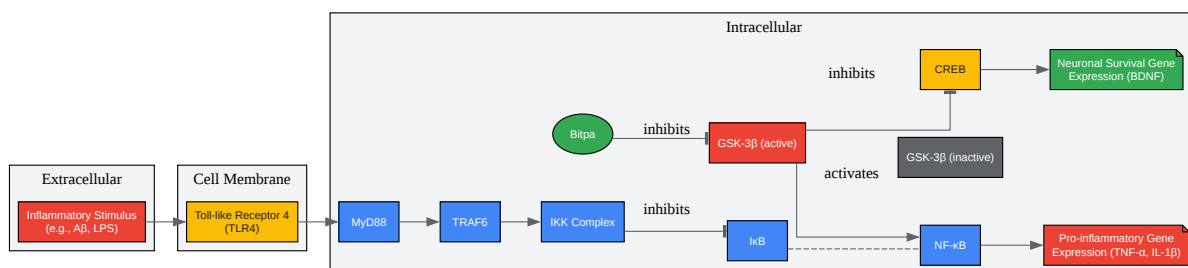 Intracellular
CREB
Neuronal Survival Gene
Expression (BDNF)
inhibits
Bitpa
inhibits
GSK-3β (active)
GSK-3β (inactive)
activates
Extracellular
Inflammatory Stimulus
(e.g., Aβ, LPS)
Cell Membrane
Toll-like Receptor 4
(TLR4)
MyD88
TRAF6
IKK Complex
inhibits
IκB
NF-κB
Pro-inflammatory Gene
Expression (TNF-α, IL-1β)